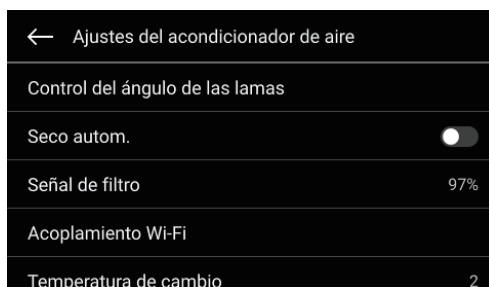 Ajustes del acondicionador de aire
Control del ángulo de las lamas
Seco autom.
Señal de filtro 97%
Acoplamiento Wi-Fi
Temperatura de cambio 2